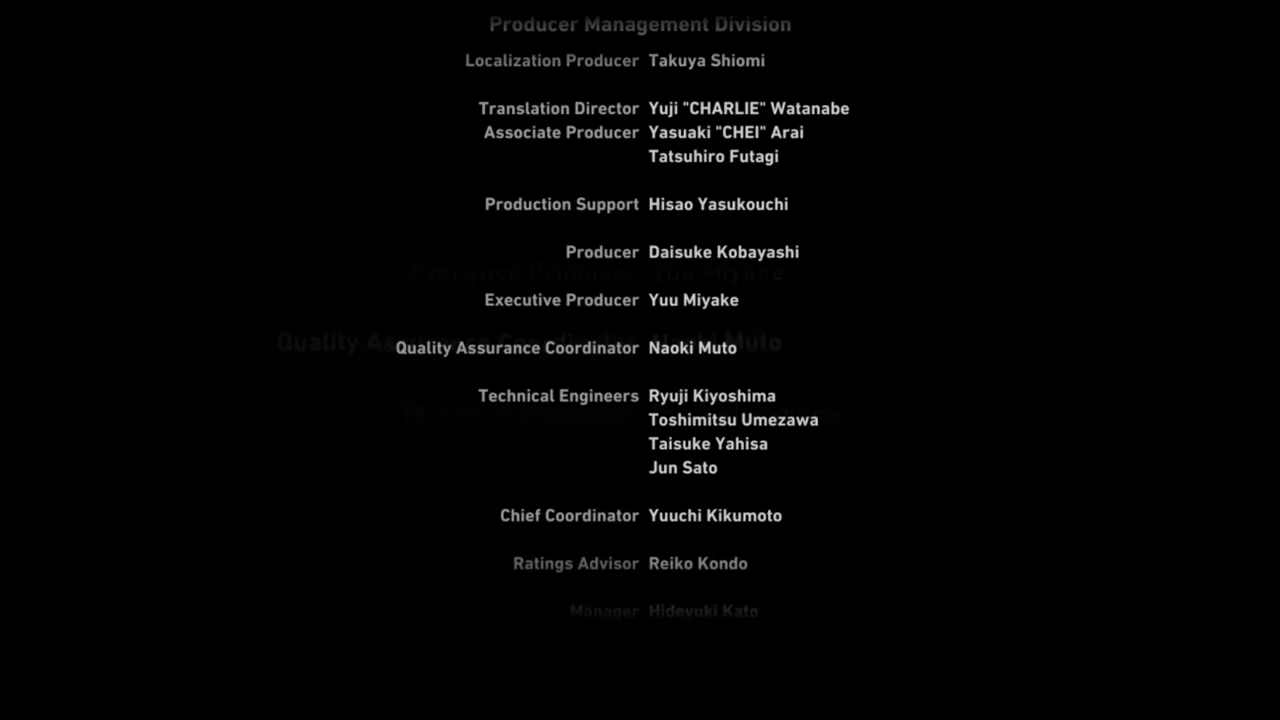 Producer Management Division
Localization Producer Takuya Shiomi
Translation Director Yuji "CHARLIE" Watanabe
Associate Producer Yasuaki "CHEI" Arai
Tatsuhiro Futagi
Production Support Hisao Yasukouchi
Producer Daisuke Kobayashi
Executive Producer Yuu Miyake
Quality Assurance Coordinator Naoki Muto
Technical Engineers Ryuji Kiyoshima
Toshimitsu Umezawa
Taisuke Yahisa
Jun Sato
Chief Coordinator Yuuchi Kikumoto
Ratings Advisor Reiko Kondo
Manager Hideyuki Kato